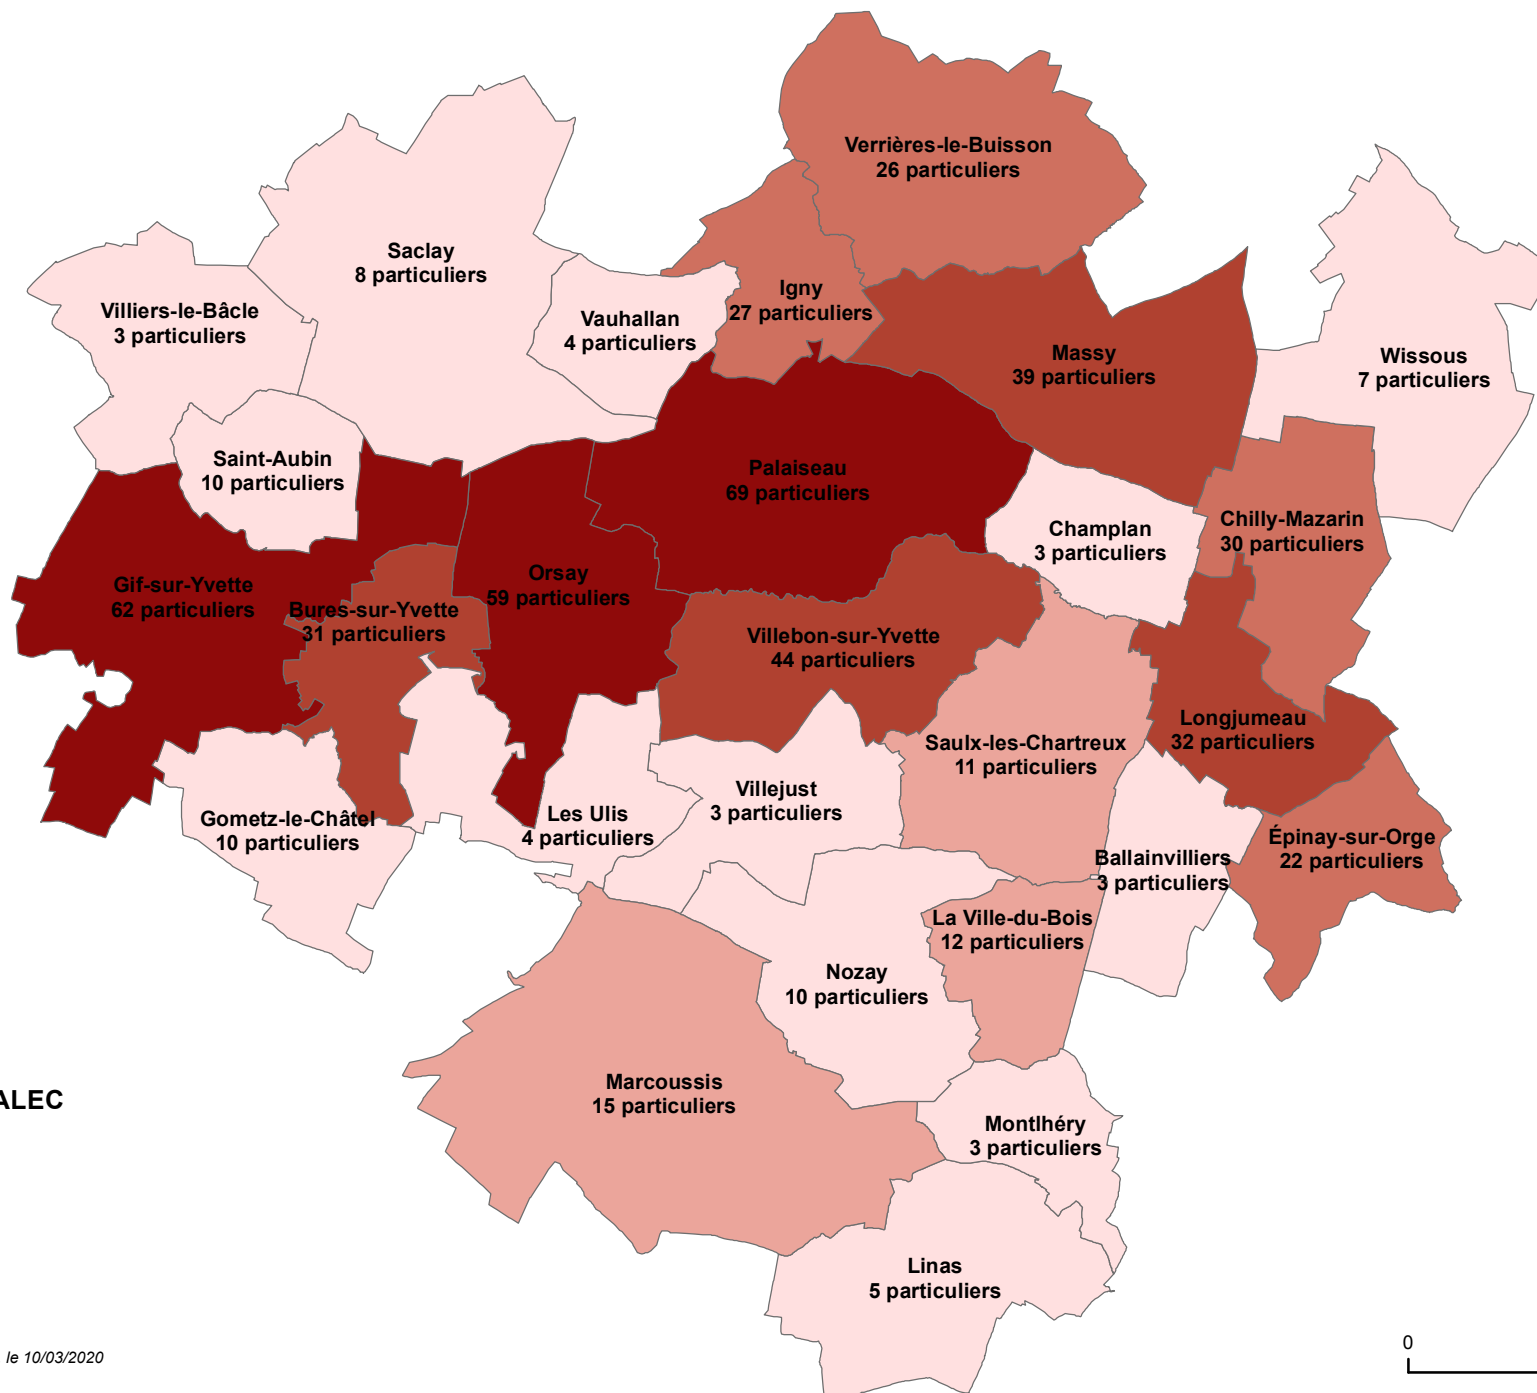 Verrières-le-Buisson
26 particuliers
Saclay
8 particuliers
Igny
27 particuliers
Villiers-le-Bâcle
3 particuliers
Vauhallan
4 particuliers
Massy
39 particuliers
Wissous
7 particuliers
Saint-Aubin
10 particuliers
Palaiseau
69 particuliers
Champlan
3 particuliers
Chilly-Mazarin
30 particuliers
Gif-sur-Yvette
62 particuliers
Orsay
59 particuliers
Bures-sur-Yvette
31 particuliers
Villebon-sur-Yvette
44 particuliers
Longjumeau
32 particuliers
Saulx-les-Chartreux
11 particuliers
Villejust
3 particuliers
Les Ulis
4 particuliers
Gometz-le-Châtel
10 particuliers
Épinay-sur-Orge
22 particuliers
Ballainvilliers
3 particuliers
La Ville-du-Bois
12 particuliers
Nozay
10 particuliers
Marcoussis
15 particuliers
ALEC
Montlhéry
3 particuliers
Linas
5 particuliers
le 10/03/2020
0